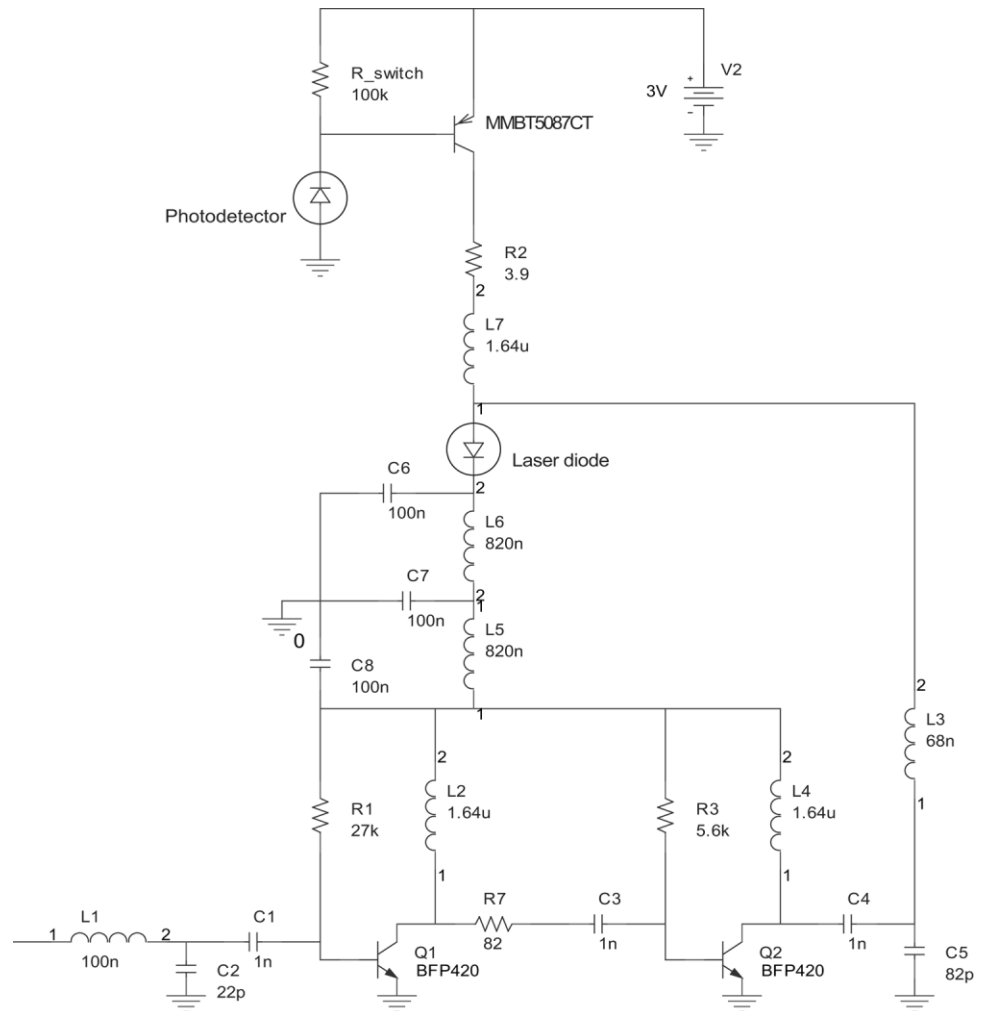 R_switch
100k
V2
+
3V
-
MMBT5087CT
Photodetector
R2
3.9
2
L7
1.64u
1
Laser diode
C6
100n
2
L6
820n
C7
100n
2
1
L5
820n
0
C8
100n
1
2
L3
68n
1
R1
27k
2
L2
1.64u
1
R3
5.6k
2
L4
1.64u
1
R7
82
C3
1n
C4
1n
L1
1
2
100n
C1
1n
C2
22p
Q1
BFP420
Q2
BFP420
C5
82p